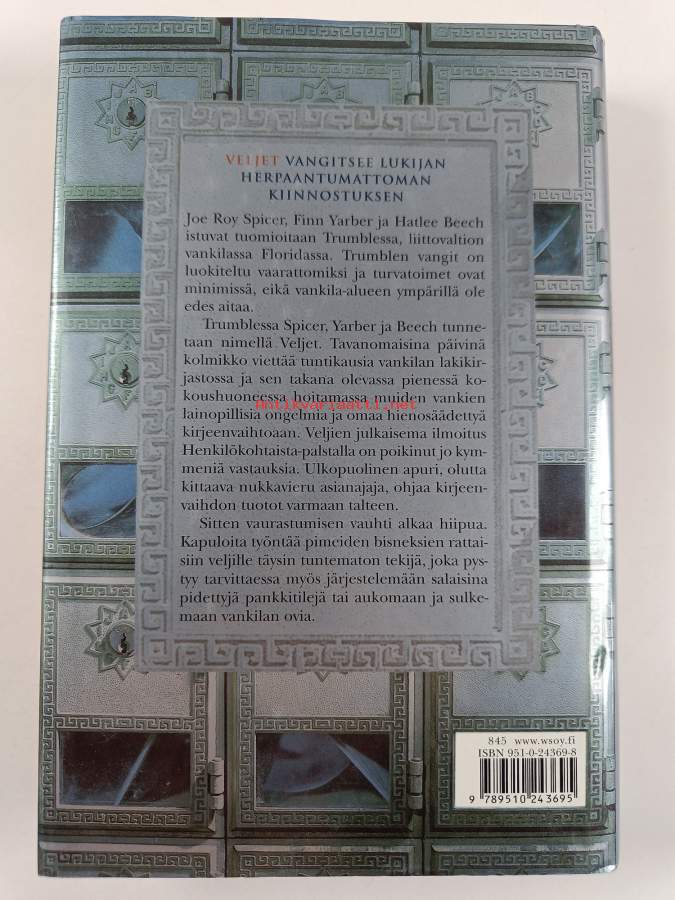 VELJET VANGITSEE LUKIJAN
HERPAANTUMATTOMAN
KIINNOSTUKSEN
Joe Roy Spicer, Finn Yarber ja Hatlee Beech
istuvat tuomioitaan Trumblessa, liittovaltion
vankilassa Floridassa. Trumblen vangit on
luokiteltu vaarattomiksi ja turvatoimet ovat
minimissä, eikä vankila-alueen ympärillä ole
edes aitaa.
Trumblessa Spicer, Yarber ja Beech tunne-
taan nimellä Veljet. Tavanomaisina päivinä
kolmikko viettää tuntikausia vankilan lakikir-
jastossa ja sen takana olevassa pienessä ko-
koushuoneessa hoitamassa muiden vankien
Antikvariaatti.net
lainopillisia ongelmia ja omaa hienosäädettyä
kirjeenvaihtoaan. Veljien julkaisema ilmoitus
Henkilökohtaista-palstalla on poikinut jo kym-
meniä vastauksia. Ulkopuolinen apuri, olutta
kittaava nukkavieru asianajaja, ohjaa kirjeen-
vaihdon tuotot varmaan talteen.
Sitten vaurastumisen vauhti alkaa hiipua.
Kapuloita työntää pimeiden bisneksien rattai-
siin veljille täysin tuntematon tekijä, joka pys-
tyy tarvittaessa myös järjestelemään salaisina
pidettyjä pankkitilejä tai aukomaan ja sulke-
maan vankilan ovia.
845 www.wsoy.fi
ISBN 951-0-24369-8
9 789510 243695